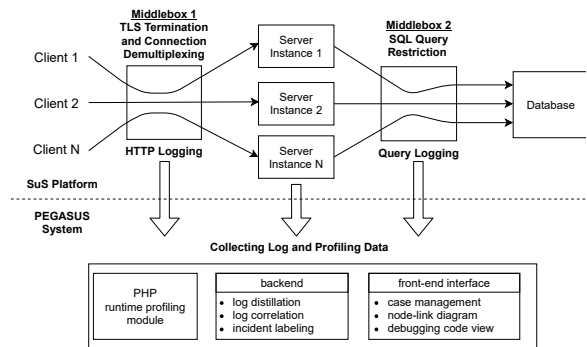 Middlebox 1
TLS Termination
and Connection
Demultiplexing
Middlebox 2
SQL Query
Restriction
Client 1
Client 2
Client N
Server
Instance 1
Server
Instance 2
Server
Instance N
Database
HTTP Logging
Query Logging
SuS Platform
PEGASUS
System
Collecting Log and Profiling Data
PHP
runtime profiling
module
backend
• log distillation
• log correlation
• incident labeling
front-end interface
• case management
• node-link diagram
• debugging code view